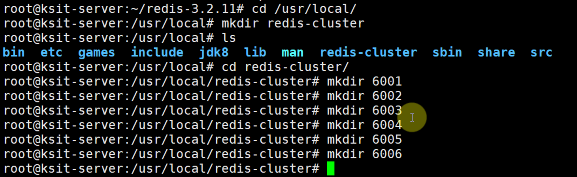 root@ksit-server:~/redis-3.2.11# cd /usr/local/
root@ksit-server:/usr/local# mkdir redis-cluster
root@ksit-server:/usr/local# ls
bin etc games include jdk8 lib man redis-cluster sbin share src
root@ksit-server:/usr/local# cd redis-cluster/
root@ksit-server:/usr/local/redis-cluster# mkdir 6001
root@ksit-server:/usr/local/redis-cluster# mkdir 6002
root@ksit-server:/usr/local/redis-cluster# mkdir 6003
root@ksit-server:/usr/local/redis-cluster# mkdir 6004
root@ksit-server:/usr/local/redis-cluster# mkdir 6005
root@ksit-server:/usr/local/redis-cluster# mkdir 6006
root@ksit-server:/usr/local/redis-cluster#